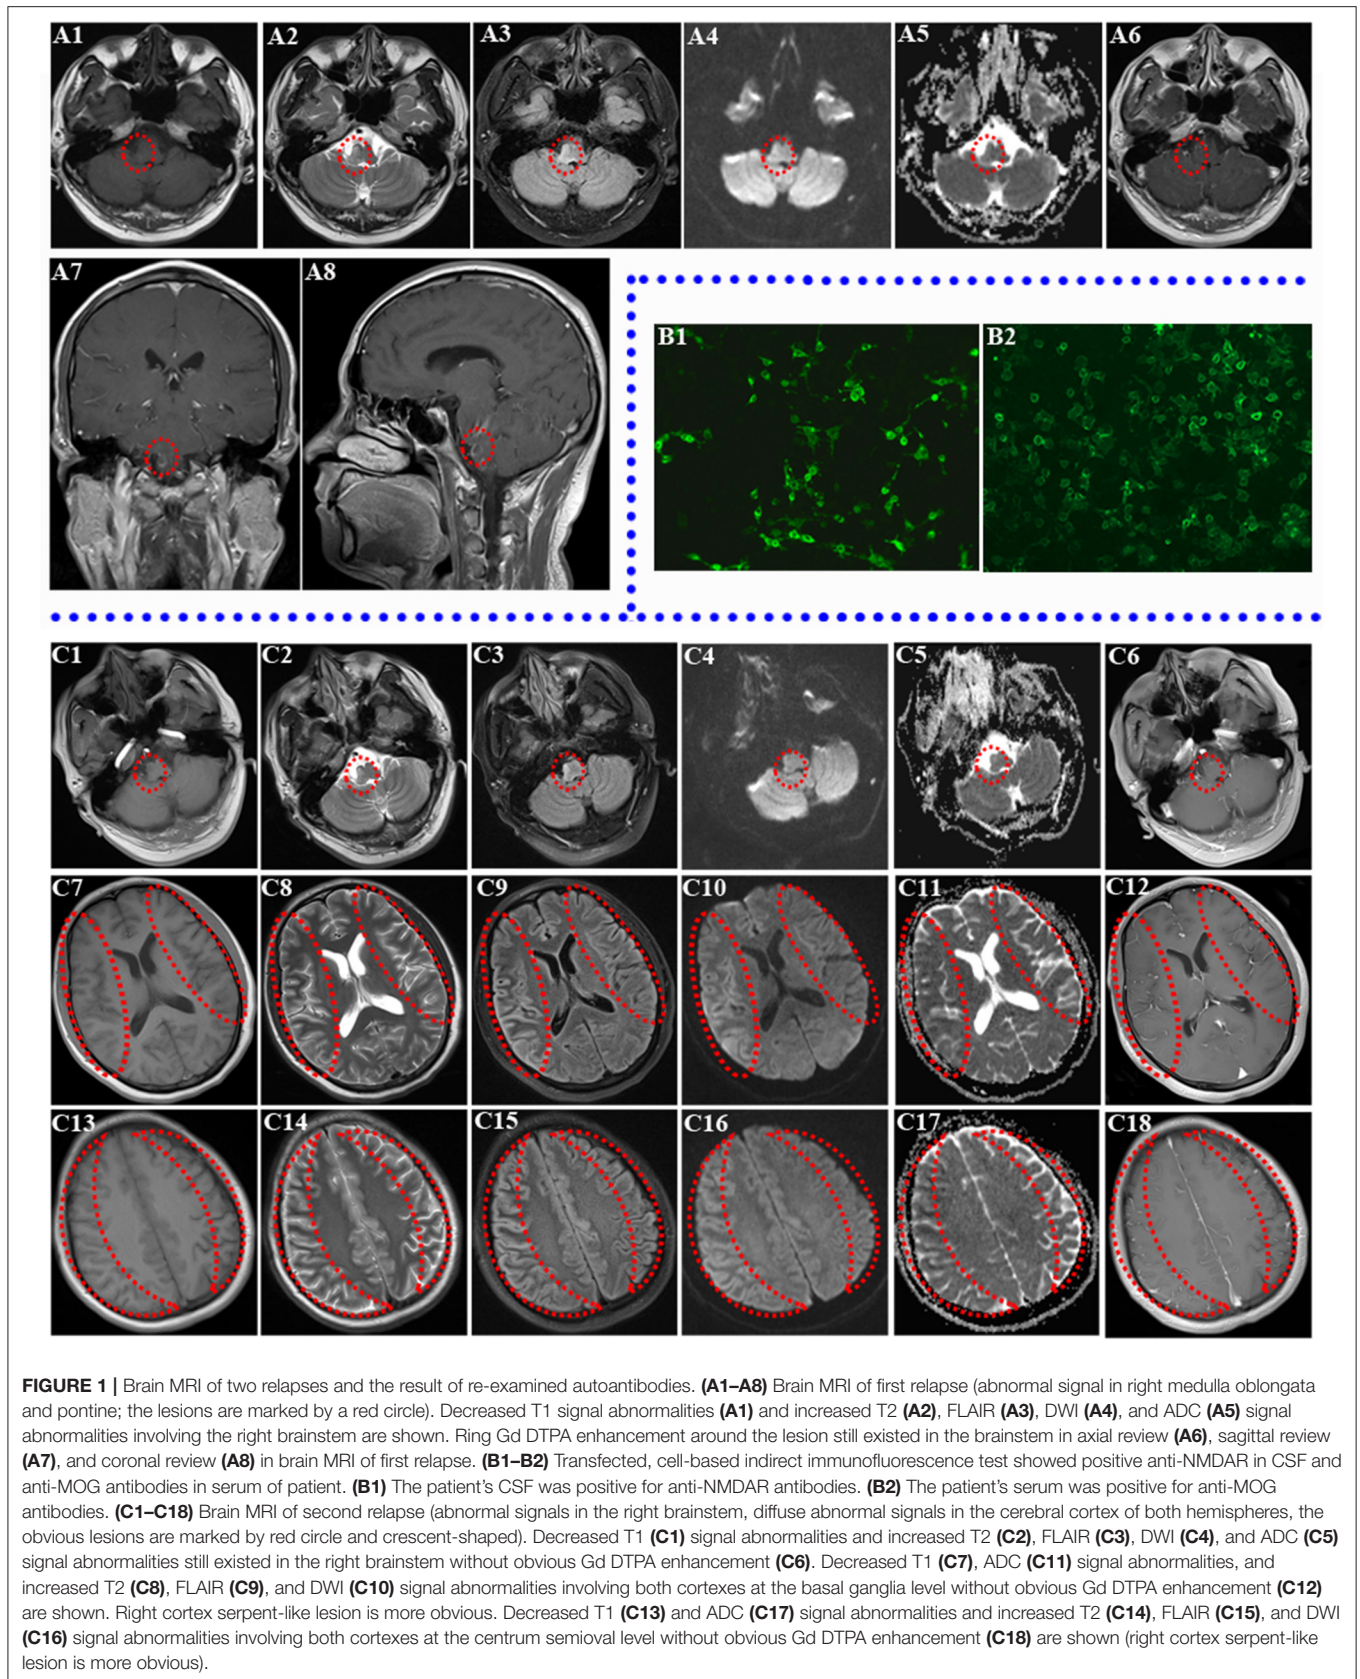 A1 A2 A3 A4 A5 A6
A7 A8
B1 B2
C1 C2 C3 C4 C5 C6
C7 C8 C9 C10 C11 C12
C13 C14 C15 C16 C17 C18
FIGURE 1 | Brain MRI of two relapses and the result of re-examined autoantibodies. (A1–A8) Brain MRI of first relapse (abnormal signal in right medulla oblongata
and pontine; the lesions are marked by a red circle). Decreased T1 signal abnormalities (A1) and increased T2 (A2), FLAIR (A3), DWI (A4), and ADC (A5) signal
abnormalities involving the right brainstem are shown. Ring Gd DTPA enhancement around the lesion still existed in the brainstem in axial review (A6), sagittal review
(A7), and coronal review (A8) in brain MRI of first relapse. (B1–B2) Transfected, cell-based indirect immunofluorescence test showed positive anti-NMDAR in CSF and
anti-MOG antibodies in serum of patient. (B1) The patient's CSF was positive for anti-NMDAR antibodies. (B2) The patient's serum was positive for anti-MOG
antibodies. (C1–C18) Brain MRI of second relapse (abnormal signals in the right brainstem, diffuse abnormal signals in the cerebral cortex of both hemispheres, the
obvious lesions are marked by red circle and crescent-shaped). Decreased T1 (C1) signal abnormalities and increased T2 (C2), FLAIR (C3), DWI (C4), and ADC (C5)
signal abnormalities still existed in the right brainstem without obvious Gd DTPA enhancement (C6). Decreased T1 (C7), ADC (C11) signal abnormalities, and
increased T2 (C8), FLAIR (C9), and DWI (C10) signal abnormalities involving both cortexes at the basal ganglia level without obvious Gd DTPA enhancement (C12)
are shown. Right cortex serpent-like lesion is more obvious. Decreased T1 (C13) and ADC (C17) signal abnormalities and increased T2 (C14), FLAIR (C15), and DWI
(C16) signal abnormalities involving both cortexes at the centrum semioval level without obvious Gd DTPA enhancement (C18) are shown (right cortex serpent-like
lesion is more obvious).